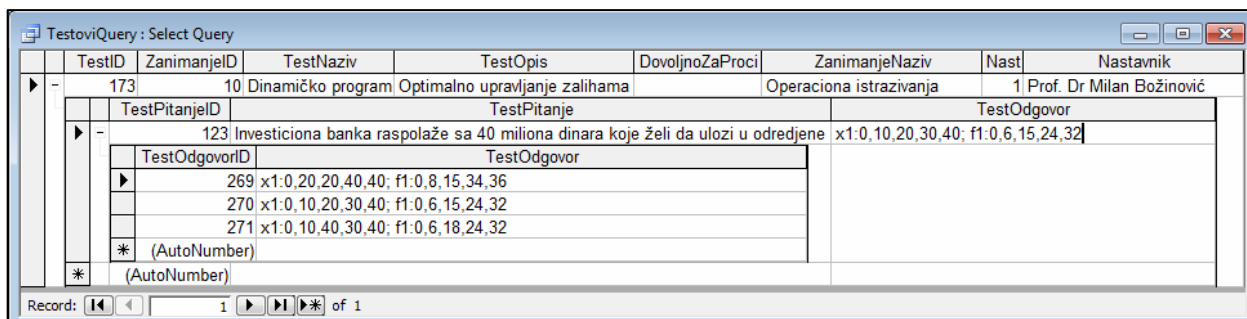 TestoviQuery : Select Query
TestID ZanimanjeID TestNaziv TestOpis DovoljnoZaProci ZanimanjeNaziv Nast Nastavnik
173 10 Dinamičko program Optimalno upravljanje zalihama Operaciona istrazivanja 1 Prof. Dr Milan Božinović
TestPitanjeID TestPitanje TestOdgovor
123 Investiciona banka raspolaže sa 40 miliona dinara koje želi da ulozi u odredjene x1:0,10,20,30,40; f1:0,6,15,24,32
TestOdgovorID TestOdgovor
269 x1:0,20,20,40,40; f1:0,8,15,34,36
270 x1:0,10,20,30,40; f1:0,6,15,24,32
271 x1:0,10,40,30,40; f1:0,6,18,24,32
(AutoNumber)
(AutoNumber)
Record: 1 of 1